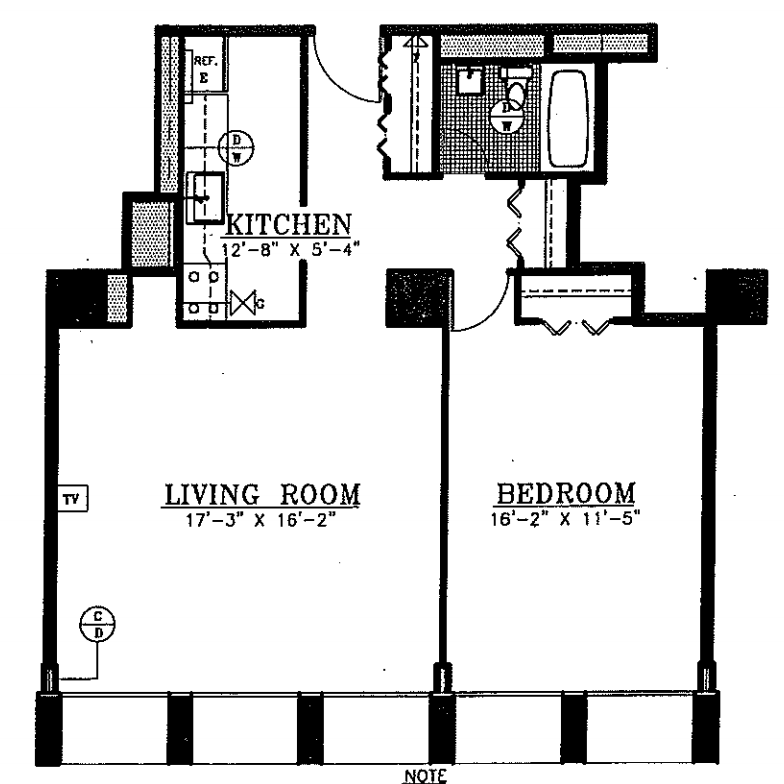 REF.
E
D
W
D
W
KITCHEN
12'-8" X 5'-4"
G
LIVING ROOM
17'-3" X 16'-2"
BEDROOM
16'-2" X 11'-5"
TV
C
D
NOTE